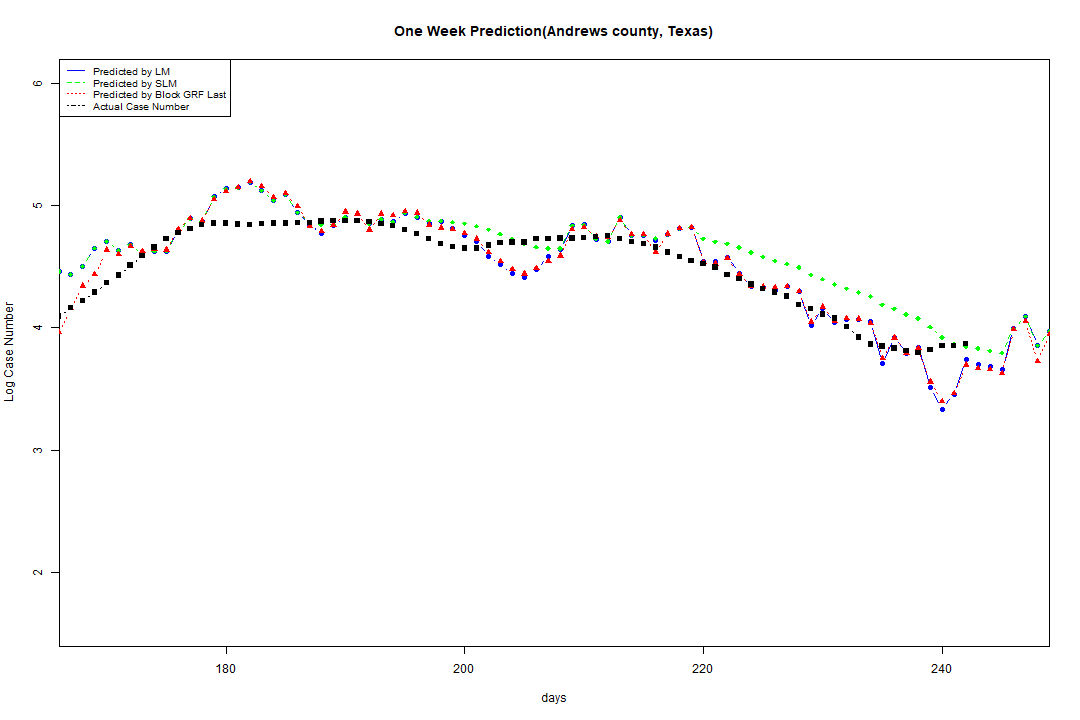 One Week Prediction(Andrews county, Texas)
Predicted by LM
Predicted by SLM
Predicted by Block GRF Last
Actual Case Number
6
5
4
3
2
Log Case Number
180
200
220
240
days